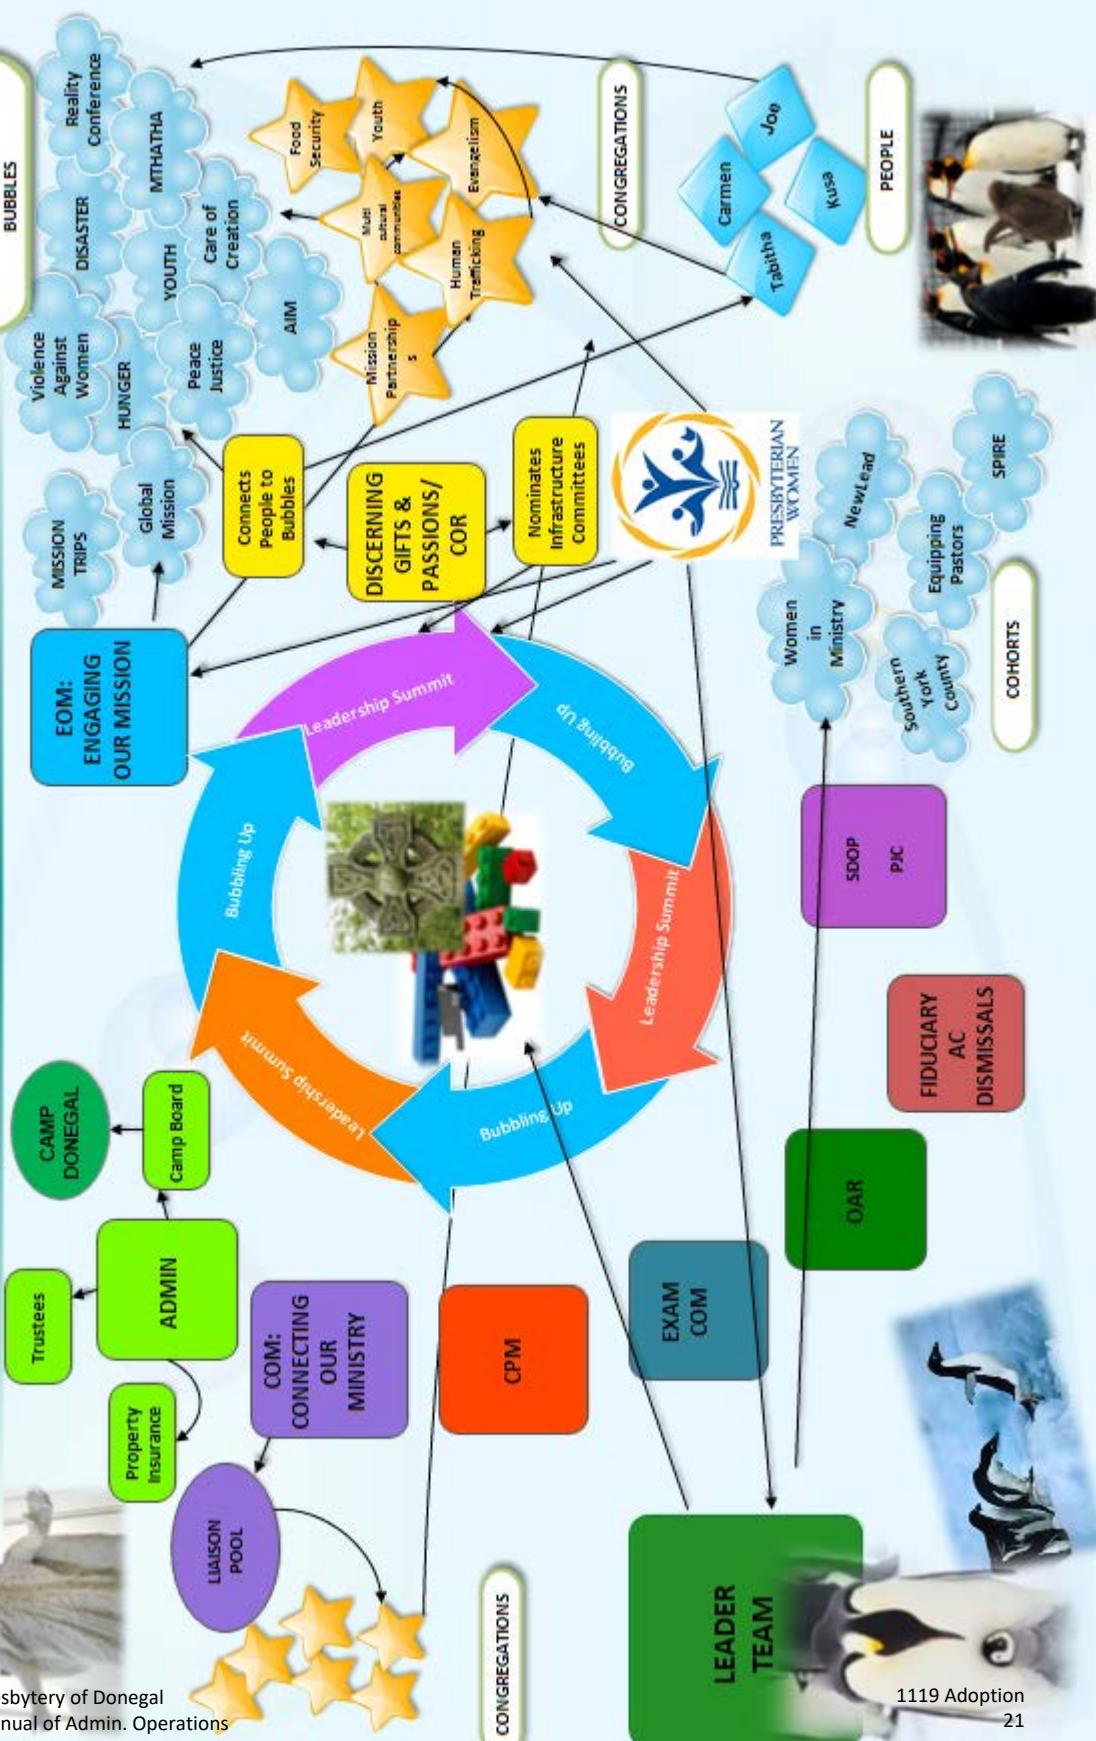 BUBBLES
Reality
Conference
MTHATHA
DISASTER
YOUTH
Care of
Creation
AIM
Violence
Against
Women
HUNGER
Peace
Justice
MISSION
TRIPS
Global
Mission
Food
Security
Youth
Evangelism
Multi
cultural
communities
Human
Trafficking
Mission
Partnership
s
CONGREGATIONS
Joe
Carmen
Kusa
Tabitha
PEOPLE
Connects
People to
Bubbles
DISCERNING
GIFTS &
PASSIONS/
COR
Nominates
Infrastructure
Committees
PRESBYTERIAN
WOMEN
EOM:
ENGAGING
OUR MISSION
Leadership Summit
Bubbling Up
Leadership Summit
Bubbling Up
Leadership Summit
Bubbling Up
NewLead
SPIRE
Equipping
Pastors
Women
in
Ministry
Southern
York
County
COHORTS
SDOP
PJC
FIDUCIARY
AC
DISMISSALS
OAR
EXAM
COM
CPM
CAMP
DONEGAL
Camp Board
Trustees
ADMIN
Property
Insurance
COM:
CONNECTING
OUR
MINISTRY
LIAISON
POOL
CONGREGATIONS
LEADER
TEAM
sbytery of Donegal
nual of Admin. Operations
1119 Adoption
21